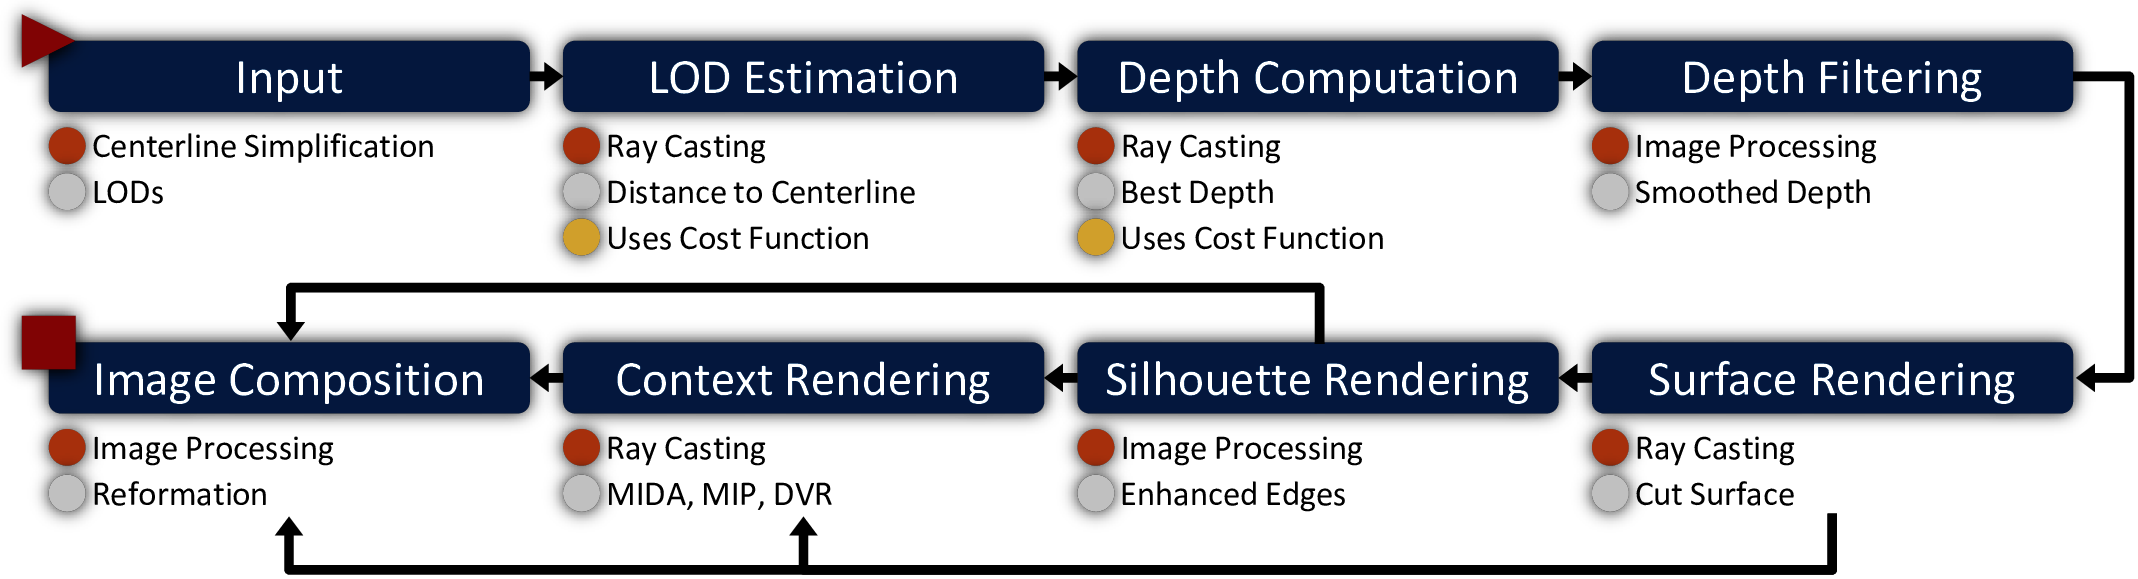 Input
Centerline Simplification
LODs
LOD Estimation
Ray Casting
Distance to Centerline
Uses Cost Function
Depth Computation
Ray Casting
Best Depth
Uses Cost Function
Depth Filtering
Image Processing
Smoothed Depth
Image Composition
Image Processing
Reformation
Context Rendering
Ray Casting
MIDA, MIP, DVR
Silhouette Rendering
Image Processing
Enhanced Edges
Surface Rendering
Ray Casting
Cut Surface